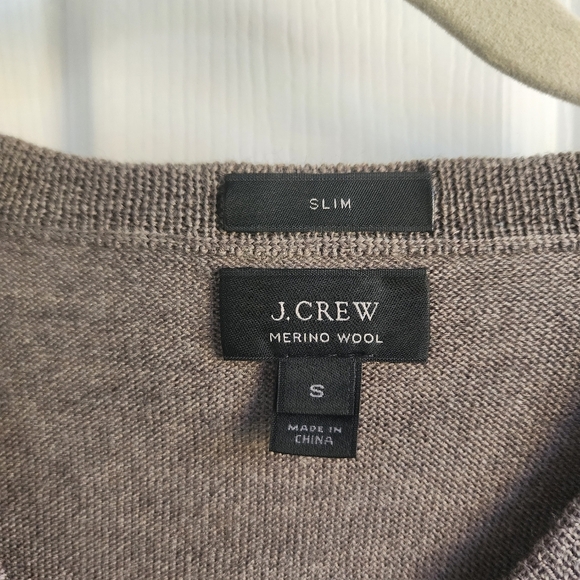 SLIM
J.CREW
MERINO WOOL
S
MADE IN
CHINA